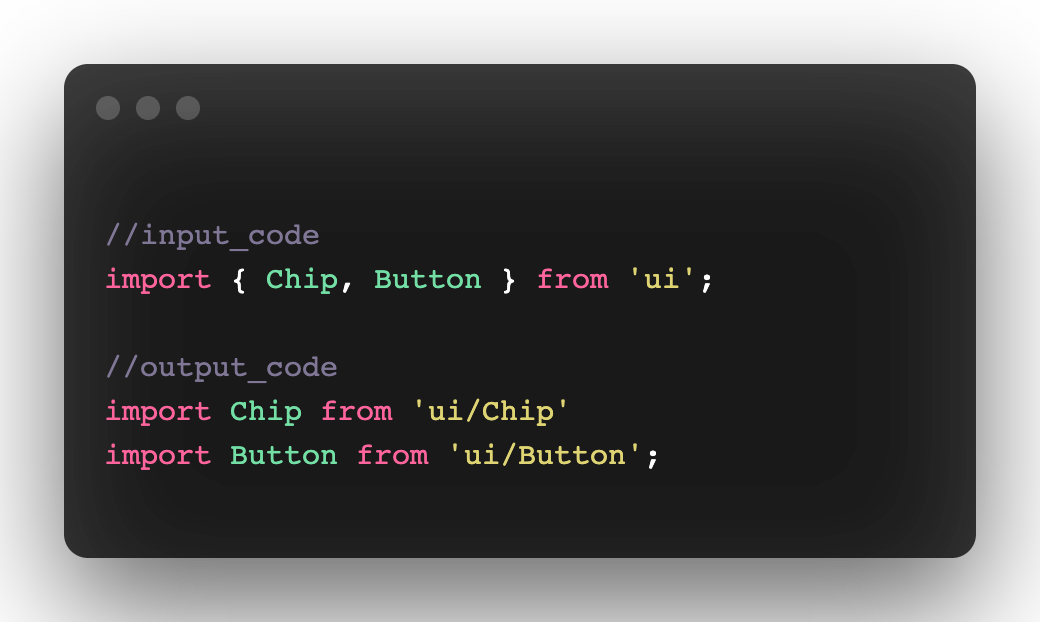 //input_code
import { Chip, Button } from 'ui';
//output_code
import Chip from 'ui/Chip'
import Button from 'ui/Button';